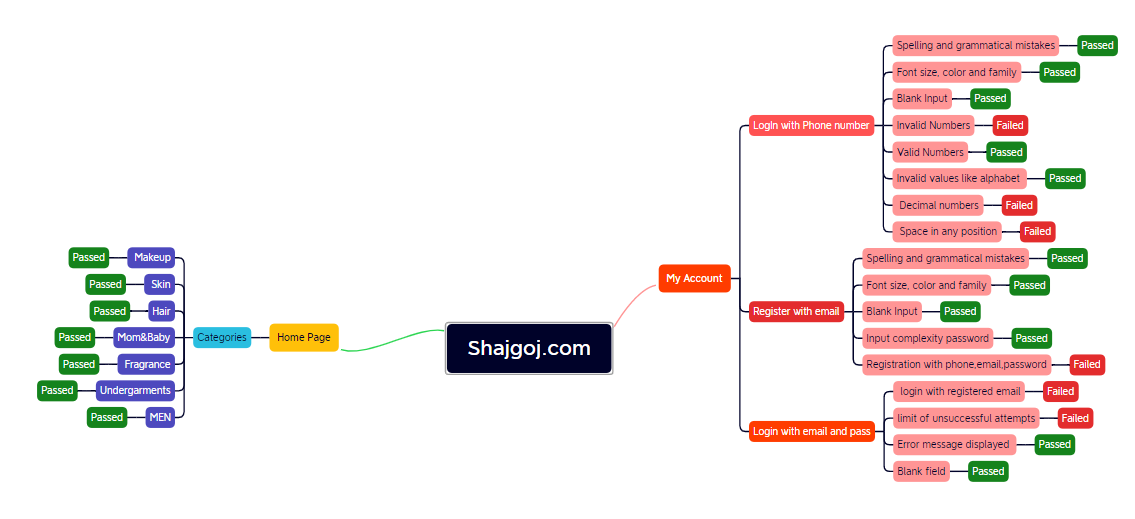 Shajgoj.com
Home Page
Categories
Makeup
Passed
Skin
Passed
Hair
Passed
Mom&Baby
Passed
Fragrance
Passed
Undergarments
Passed
MEN
Passed
My Account
LogIn with Phone number
Spelling and grammatical mistakes
Passed
Font size, color and family
Passed
Blank Input
Passed
Invalid Numbers
Failed
Valid Numbers
Passed
Invalid values like alphabet
Passed
Decimal numbers
Failed
Space in any position
Failed
Register with email
Spelling and grammatical mistakes
Passed
Font size, color and family
Passed
Blank Input
Passed
Input complexity password
Passed
Registration with phone,email,password
Failed
Login with email and pass
login with registered email
Failed
limit of unsuccessful attempts
Failed
Error message displayed
Passed
Blank field
Passed